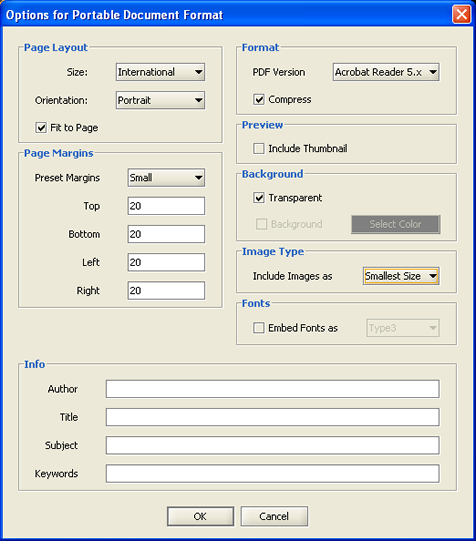 Options for Portable Document Format
Page Layout
Size: International
Orientation: Portrait
Fit to Page
Page Margins
Preset Margins Small
Top 20
Bottom 20
Left 20
Right 20
Format
PDF Version Acrobat Reader 5.x
Compress
Preview
Include Thumbnail
Background
Transparent
Background Select Color
Image Type
Include Images as Smallest Size
Fonts
Embed Fonts as Type3
Info
Author
Title
Subject
Keywords
OK Cancel